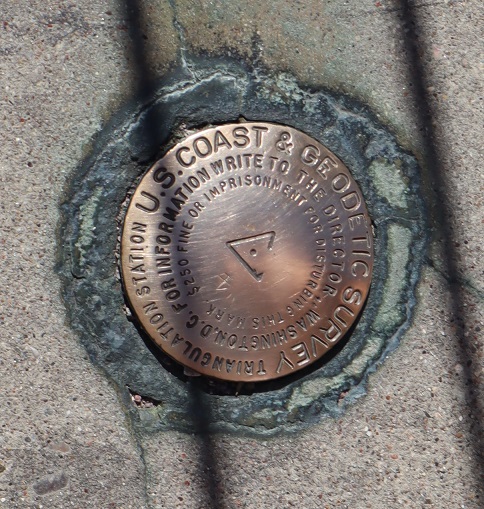 U.S. COAST & GEODETIC SURVEY
TRIANGULATION STATION
FOR INFORMATION WRITE TO THE DIRECTOR, WASHINGTON, D.C.
$250 FINE OR IMPRISONMENT FOR DISTURBING THIS MARK.